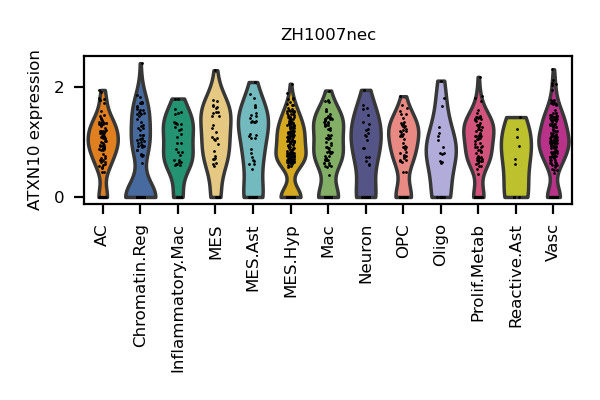 ZH1007nec
ATXN10 expression
2
0
AC
Chromatin.Reg
Inflammatory.Mac
MES
MES.Ast
MES.Hyp
Mac
Neuron
OPC
Oligo
Prolif.Metab
Reactive.Ast
Vasc